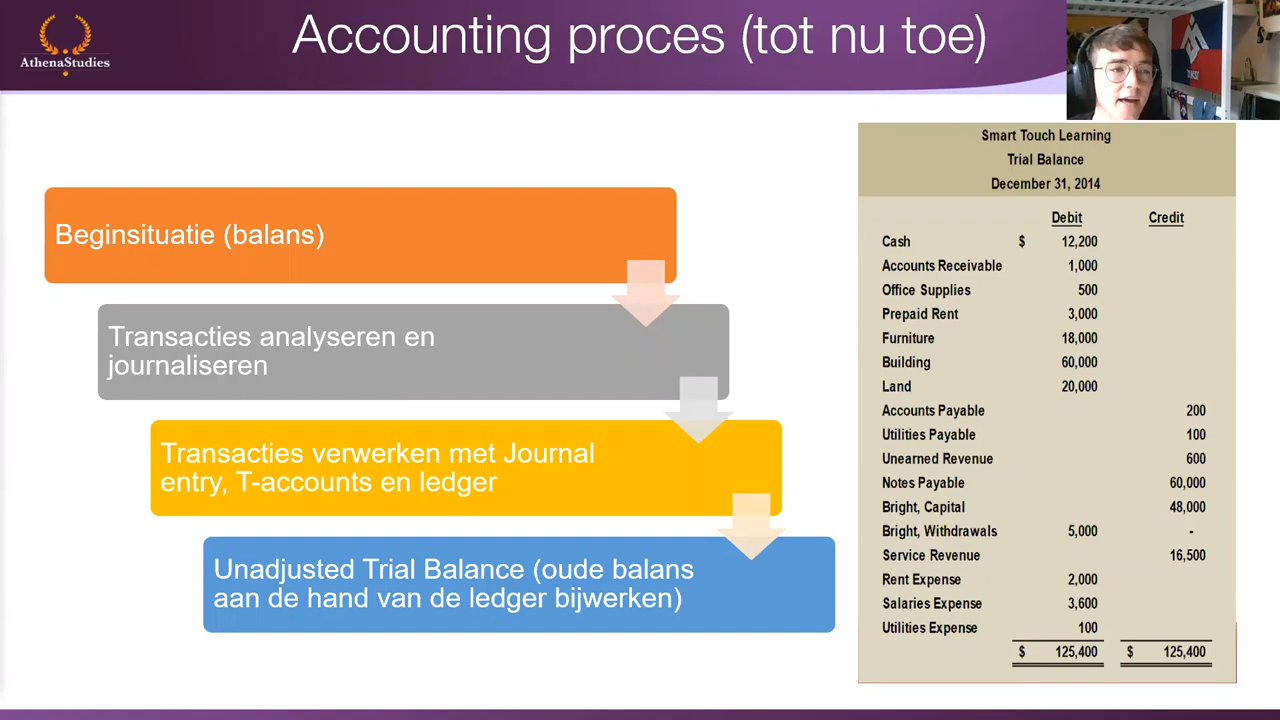 Accounting proces (tot nu toe)
AthenaStudies
Beginsituatie (balans)
Transacties analyseren en
journaliseren
Transacties verwerken met Journal
entry, T-accounts en ledger
Unadjusted Trial Balance (oude balans
aan de hand van de ledger bijwerken)
Smart Touch Learning
Trial Balance
December 31, 2014
Debit Credit
Cash $ 12,200
Accounts Receivable 1,000
Office Supplies 500
Prepaid Rent 3,000
Furniture 18,000
Building 60,000
Land 20,000
Accounts Payable 200
Utilities Payable 100
Unearned Revenue 600
Notes Payable 60,000
Bright, Capital 48,000
Bright, Withdrawals 5,000 -
Service Revenue 16,500
Rent Expense 2,000
Salaries Expense 3,600
Utilities Expense 100
$ 125,400 $ 125,400